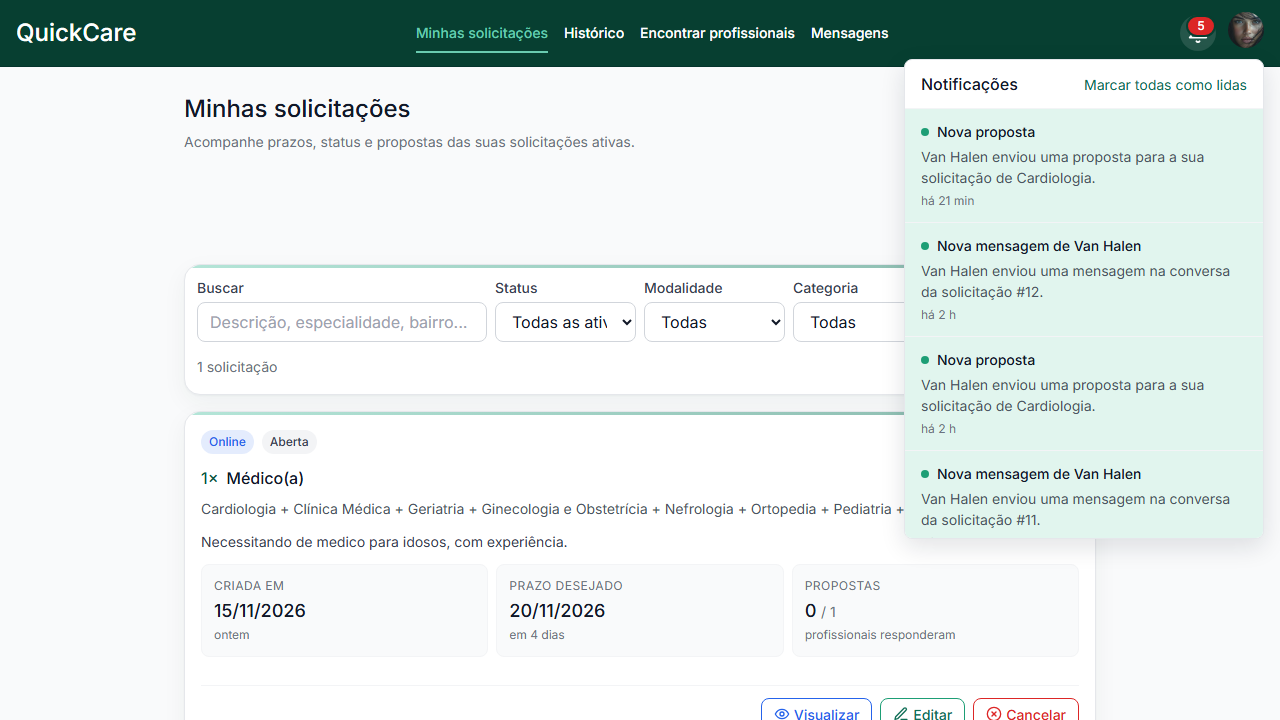 QuickCare
Minhas solicitações
Histórico
Encontrar profissionais
Mensagens
5
Notificações
Marcar todas como lidas
Nova proposta
Van Halen enviou uma proposta para a sua
solicitação de Cardiologia.
há 21 min
Nova mensagem de Van Halen
Van Halen enviou uma mensagem na conversa
da solicitação #12.
há 2 h
Nova proposta
Van Halen enviou uma proposta para a sua
solicitação de Cardiologia.
há 2 h
Nova mensagem de Van Halen
Van Halen enviou uma mensagem na conversa
da solicitação #11.
Minhas solicitações
Acompanhe prazos, status e propostas das suas solicitações ativas.
Buscar
Status
Modalidade
Categoria
Descrição, especialidade, bairro...
Todas as ativ
Todas
Todas
1 solicitação
Online
Aberta
1× Médico(a)
Cardiologia + Clínica Médica + Geriatria + Ginecologia e Obstetrícia + Nefrologia + Ortopedia + Pediatria +
Necessitando de medico para idosos, com experiência.
CRIADA EM
15/11/2026
ontem
PRAZO DESEJADO
20/11/2026
em 4 dias
PROPOSTAS
0 / 1
profissionais responderam
Visualizar
Editar
Cancelar